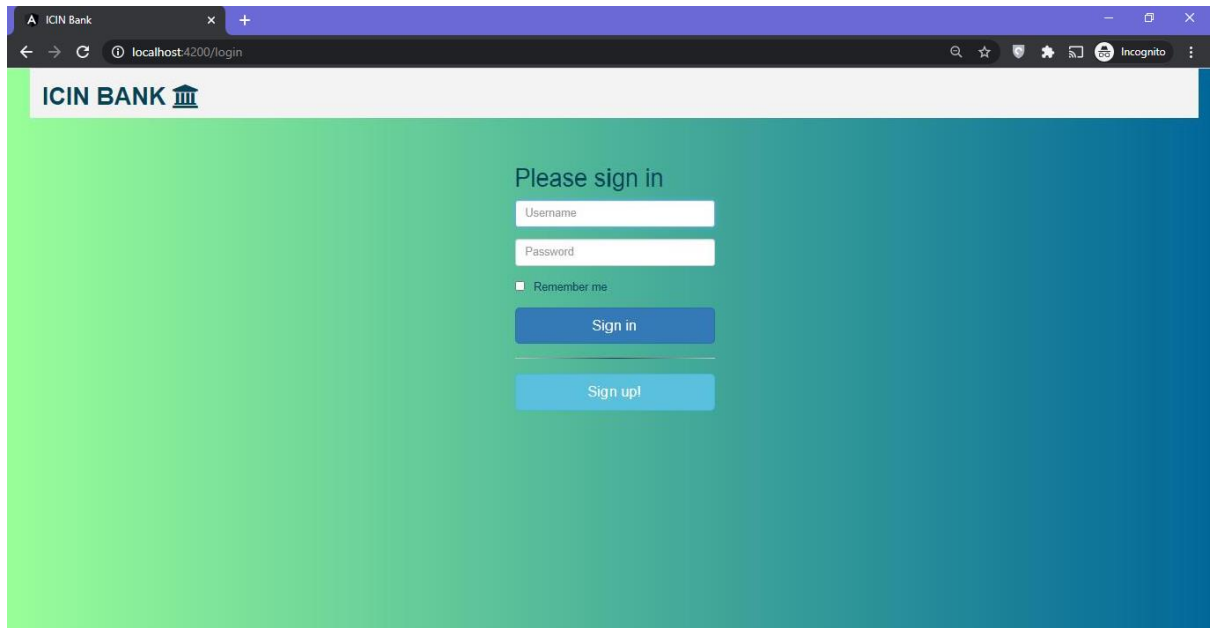 ICIN Bank
localhost:4200/login
Incognito
ICIN BANK
Please sign in
Username
Password
Remember me
Sign in
Sign up!